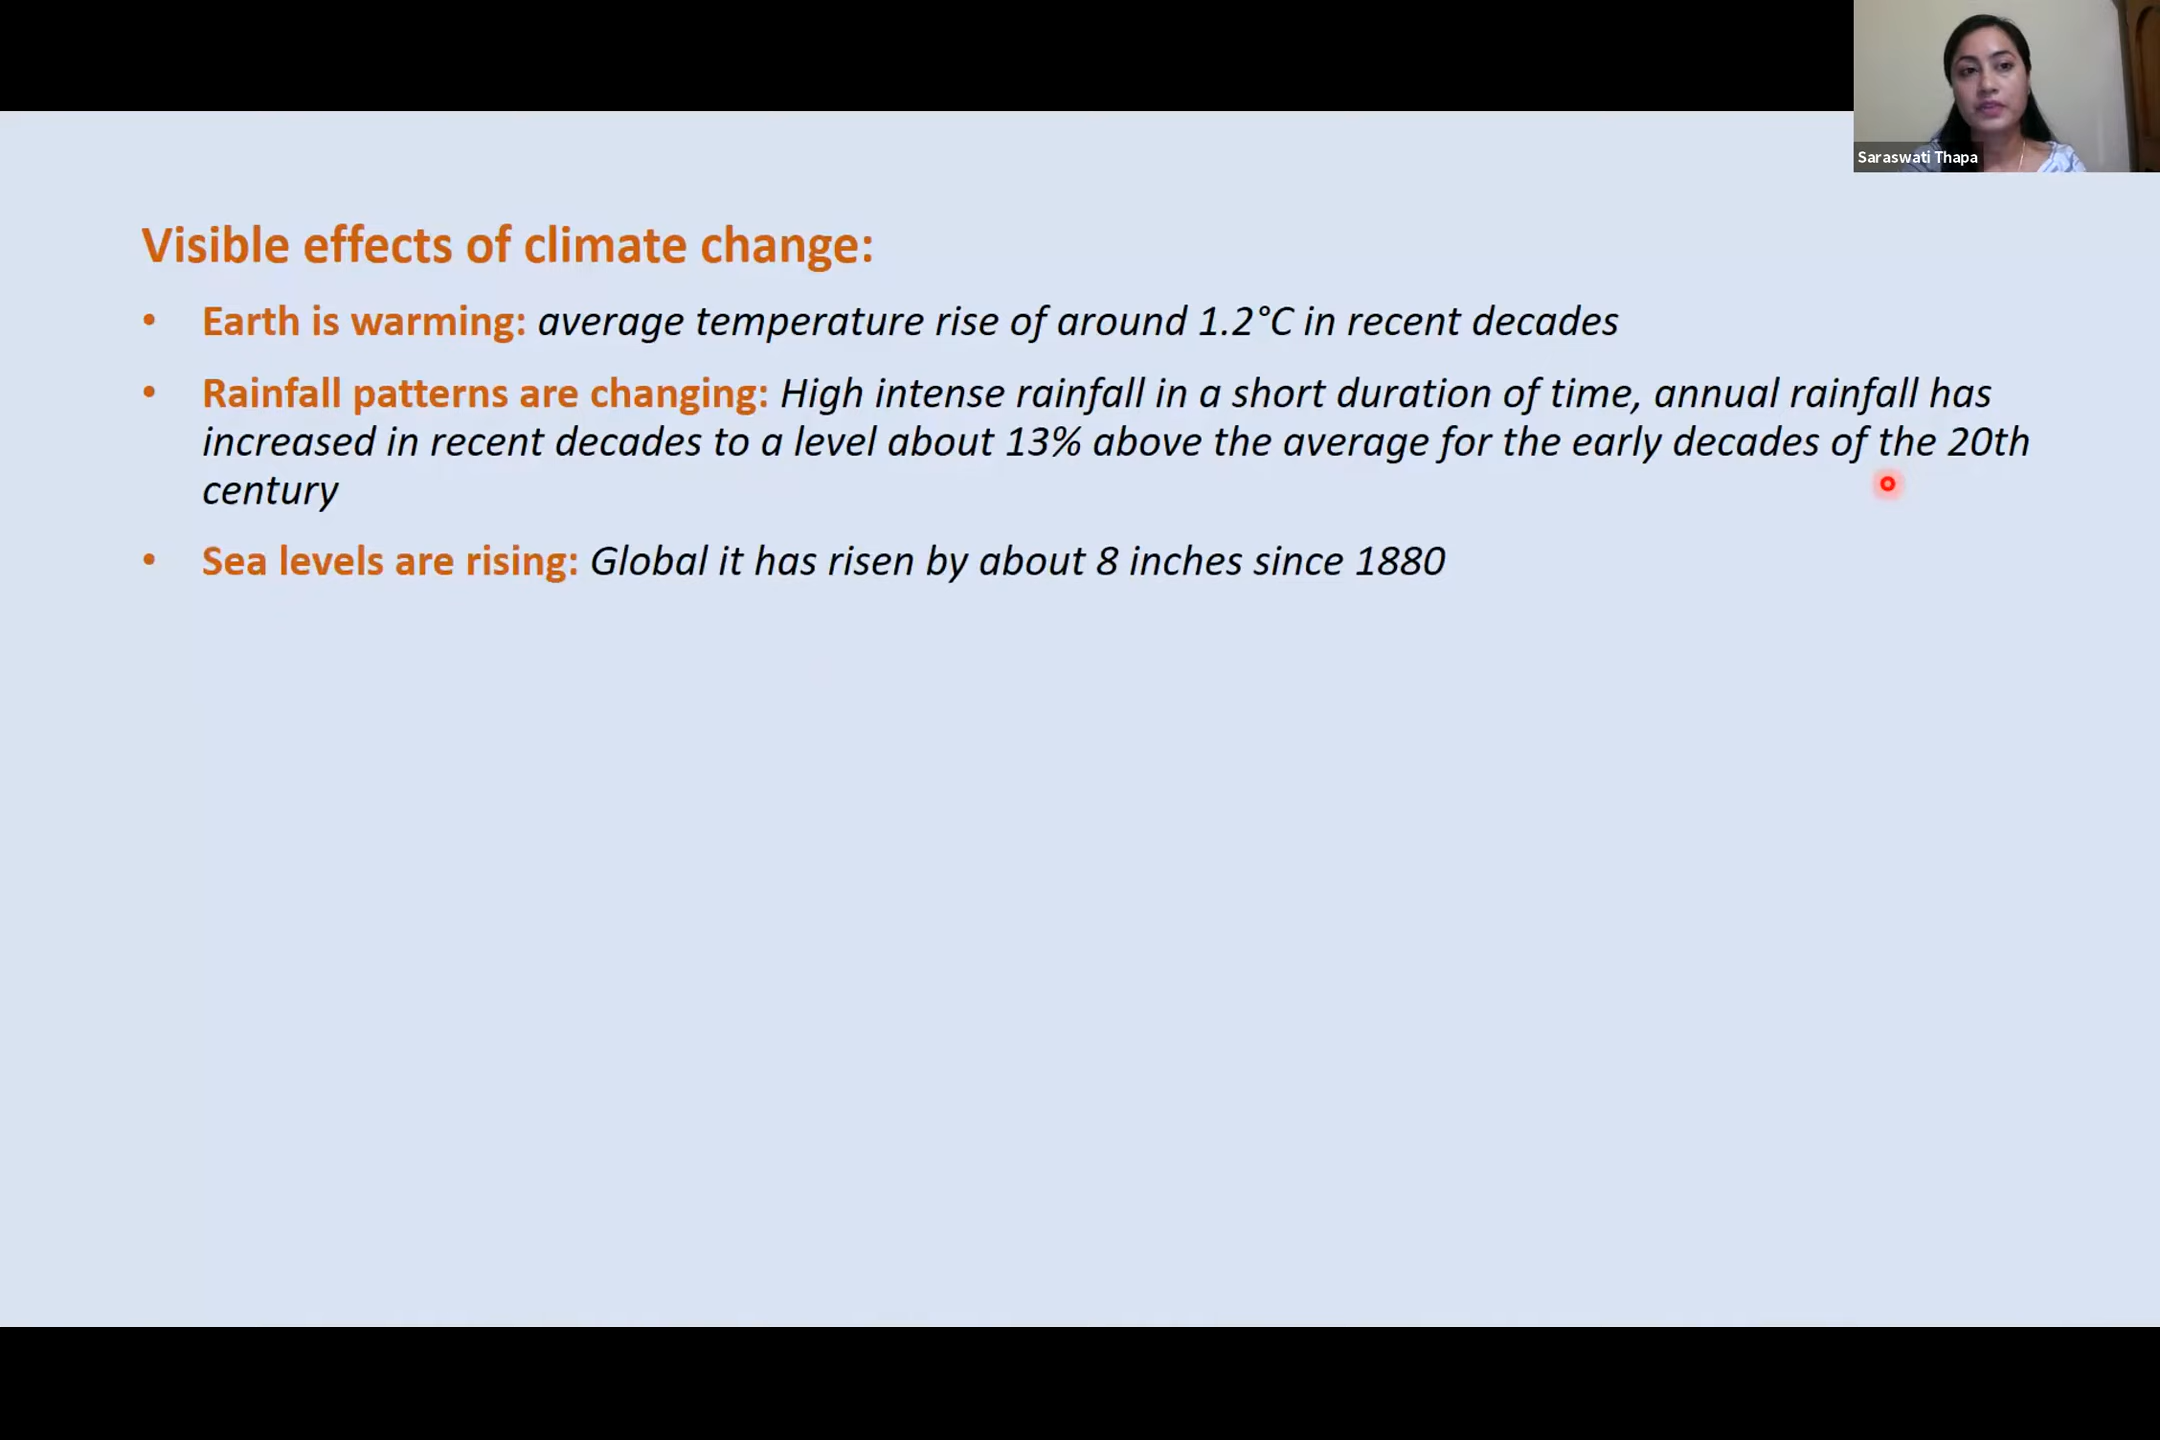 Saraswati Thapa
Visible effects of climate change:
• Earth is warming: average temperature rise of around 1.2°C in recent decades
• Rainfall patterns are changing: High intense rainfall in a short duration of time, annual rainfall has
increased in recent decades to a level about 13% above the average for the early decades of the 20th
century
• Sea levels are rising: Global it has risen by about 8 inches since 1880